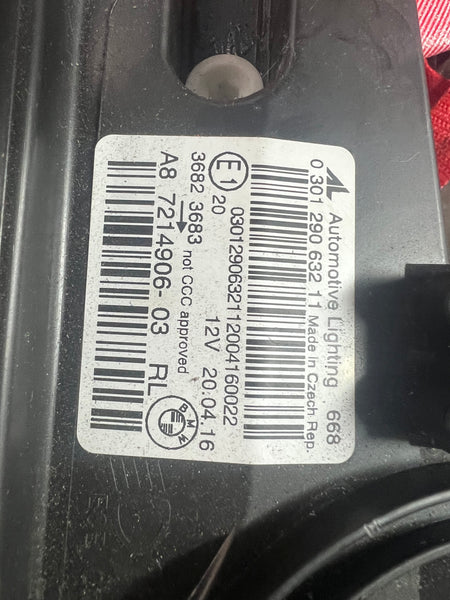 Automotive Lighting 668
0 301 290 632 11 Made in Czech Rep.
0301290632112004160022
E1 20 12V 20.04.16
3682 3683 not CCC approved
A8 7214906-03 RL
BMW